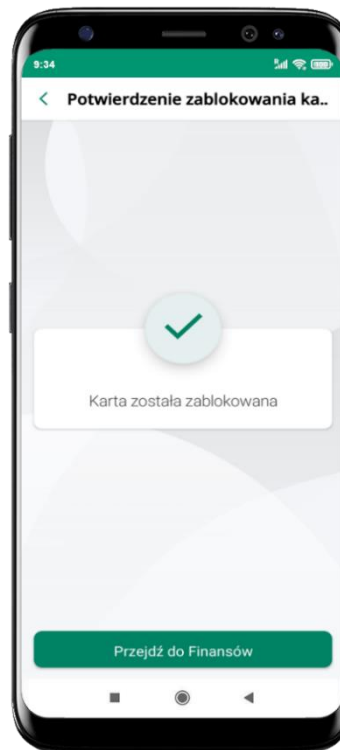 9:34
Potwierdzenie zablokowania ka..
Karta została zablokowana
Przejdź do Finansów